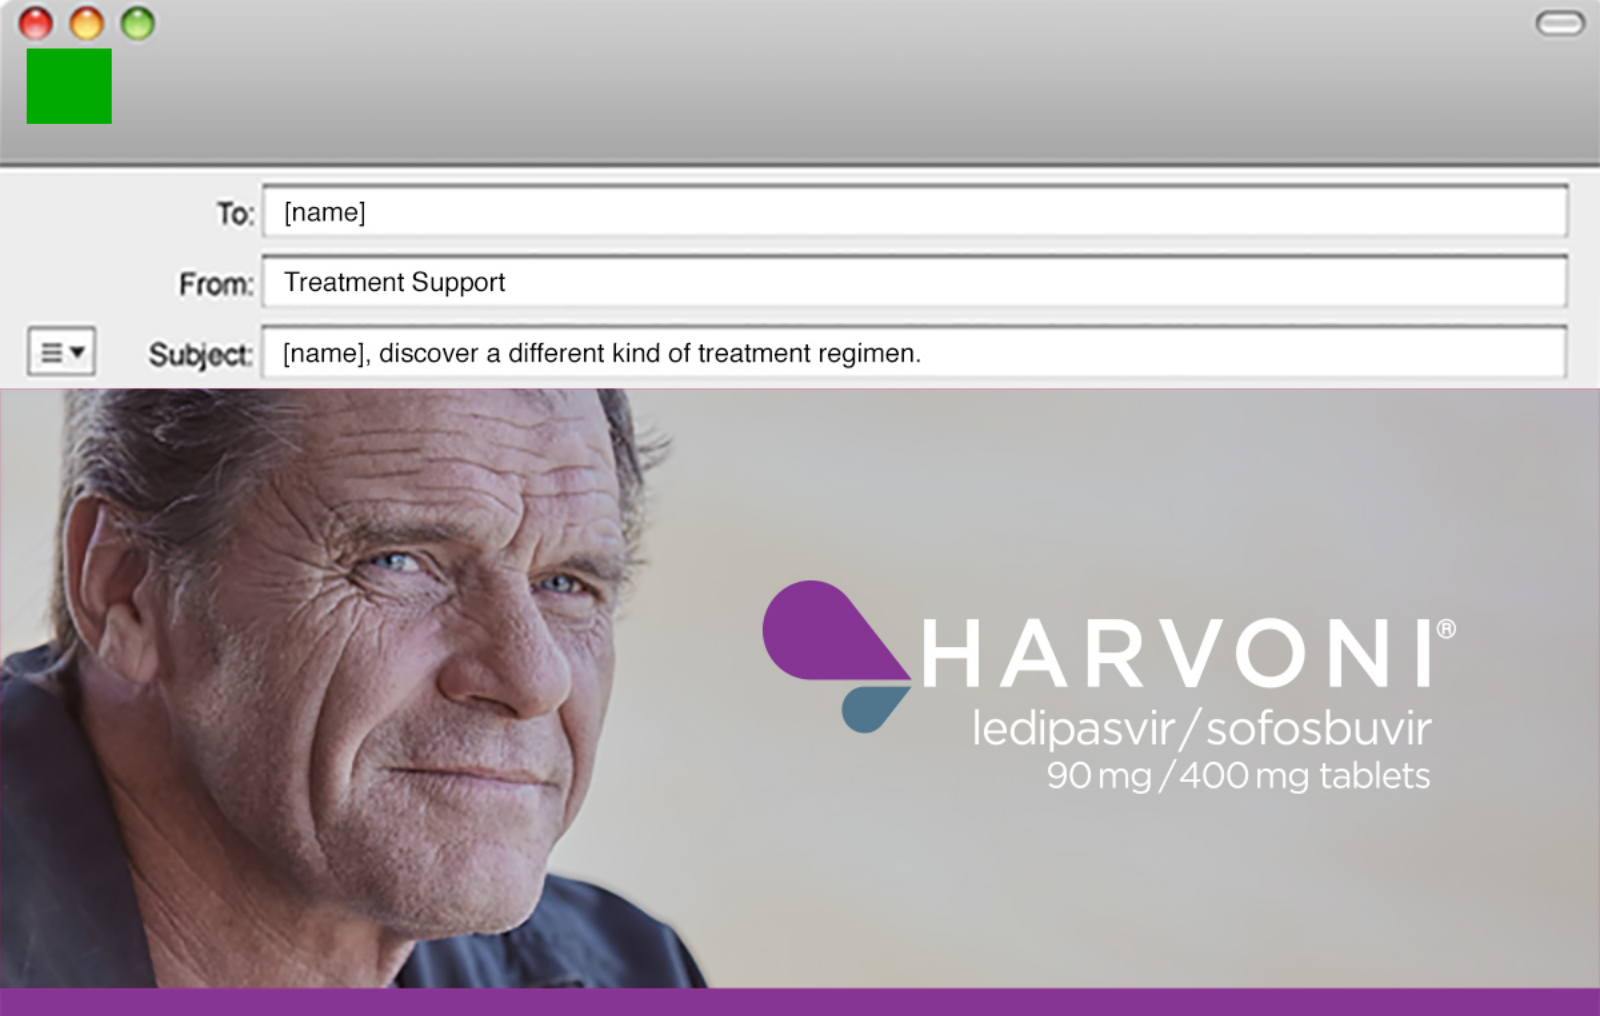 To: [name]
From: Treatment Support
Subject: [name], discover a different kind of treatment regimen.
HARVONI®
ledipasvir/sofosbuvir
90 mg/400 mg tablets